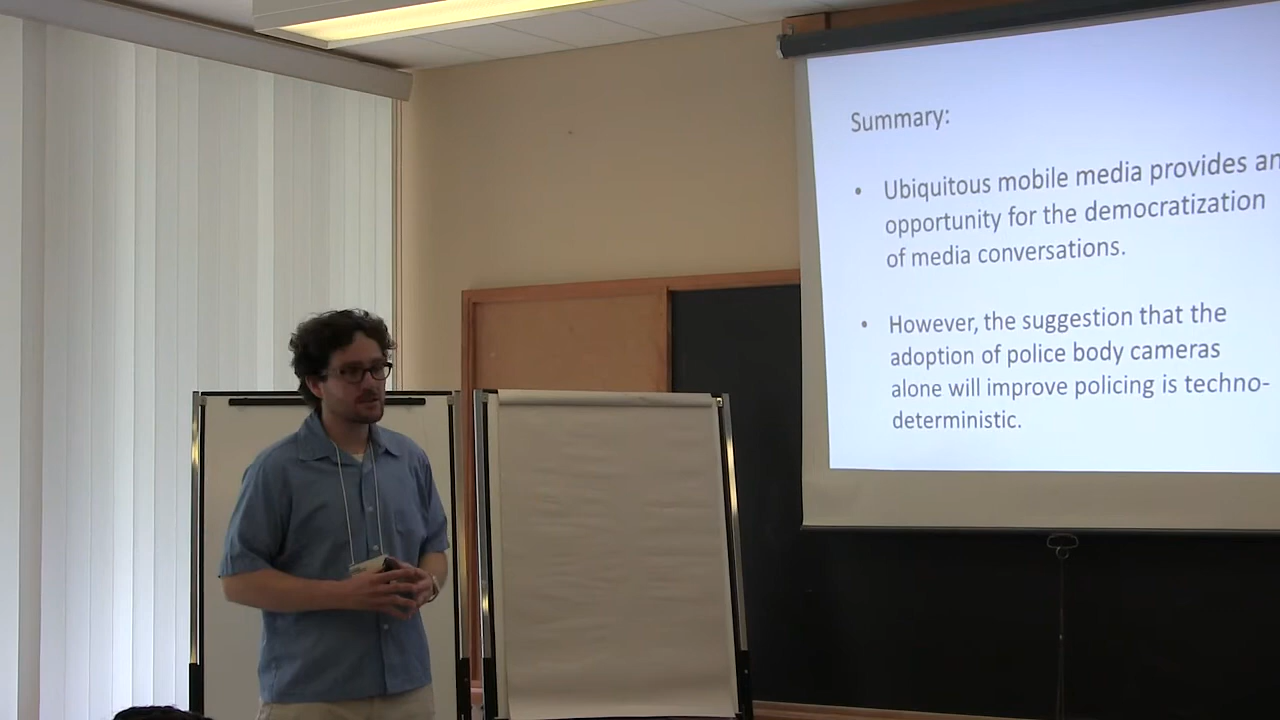 Summary:
• Ubiquitous mobile media provides an
opportunity for the democratization
of media conversations.
• However, the suggestion that the
adoption of police body cameras
alone will improve policing is techno-
deterministic.